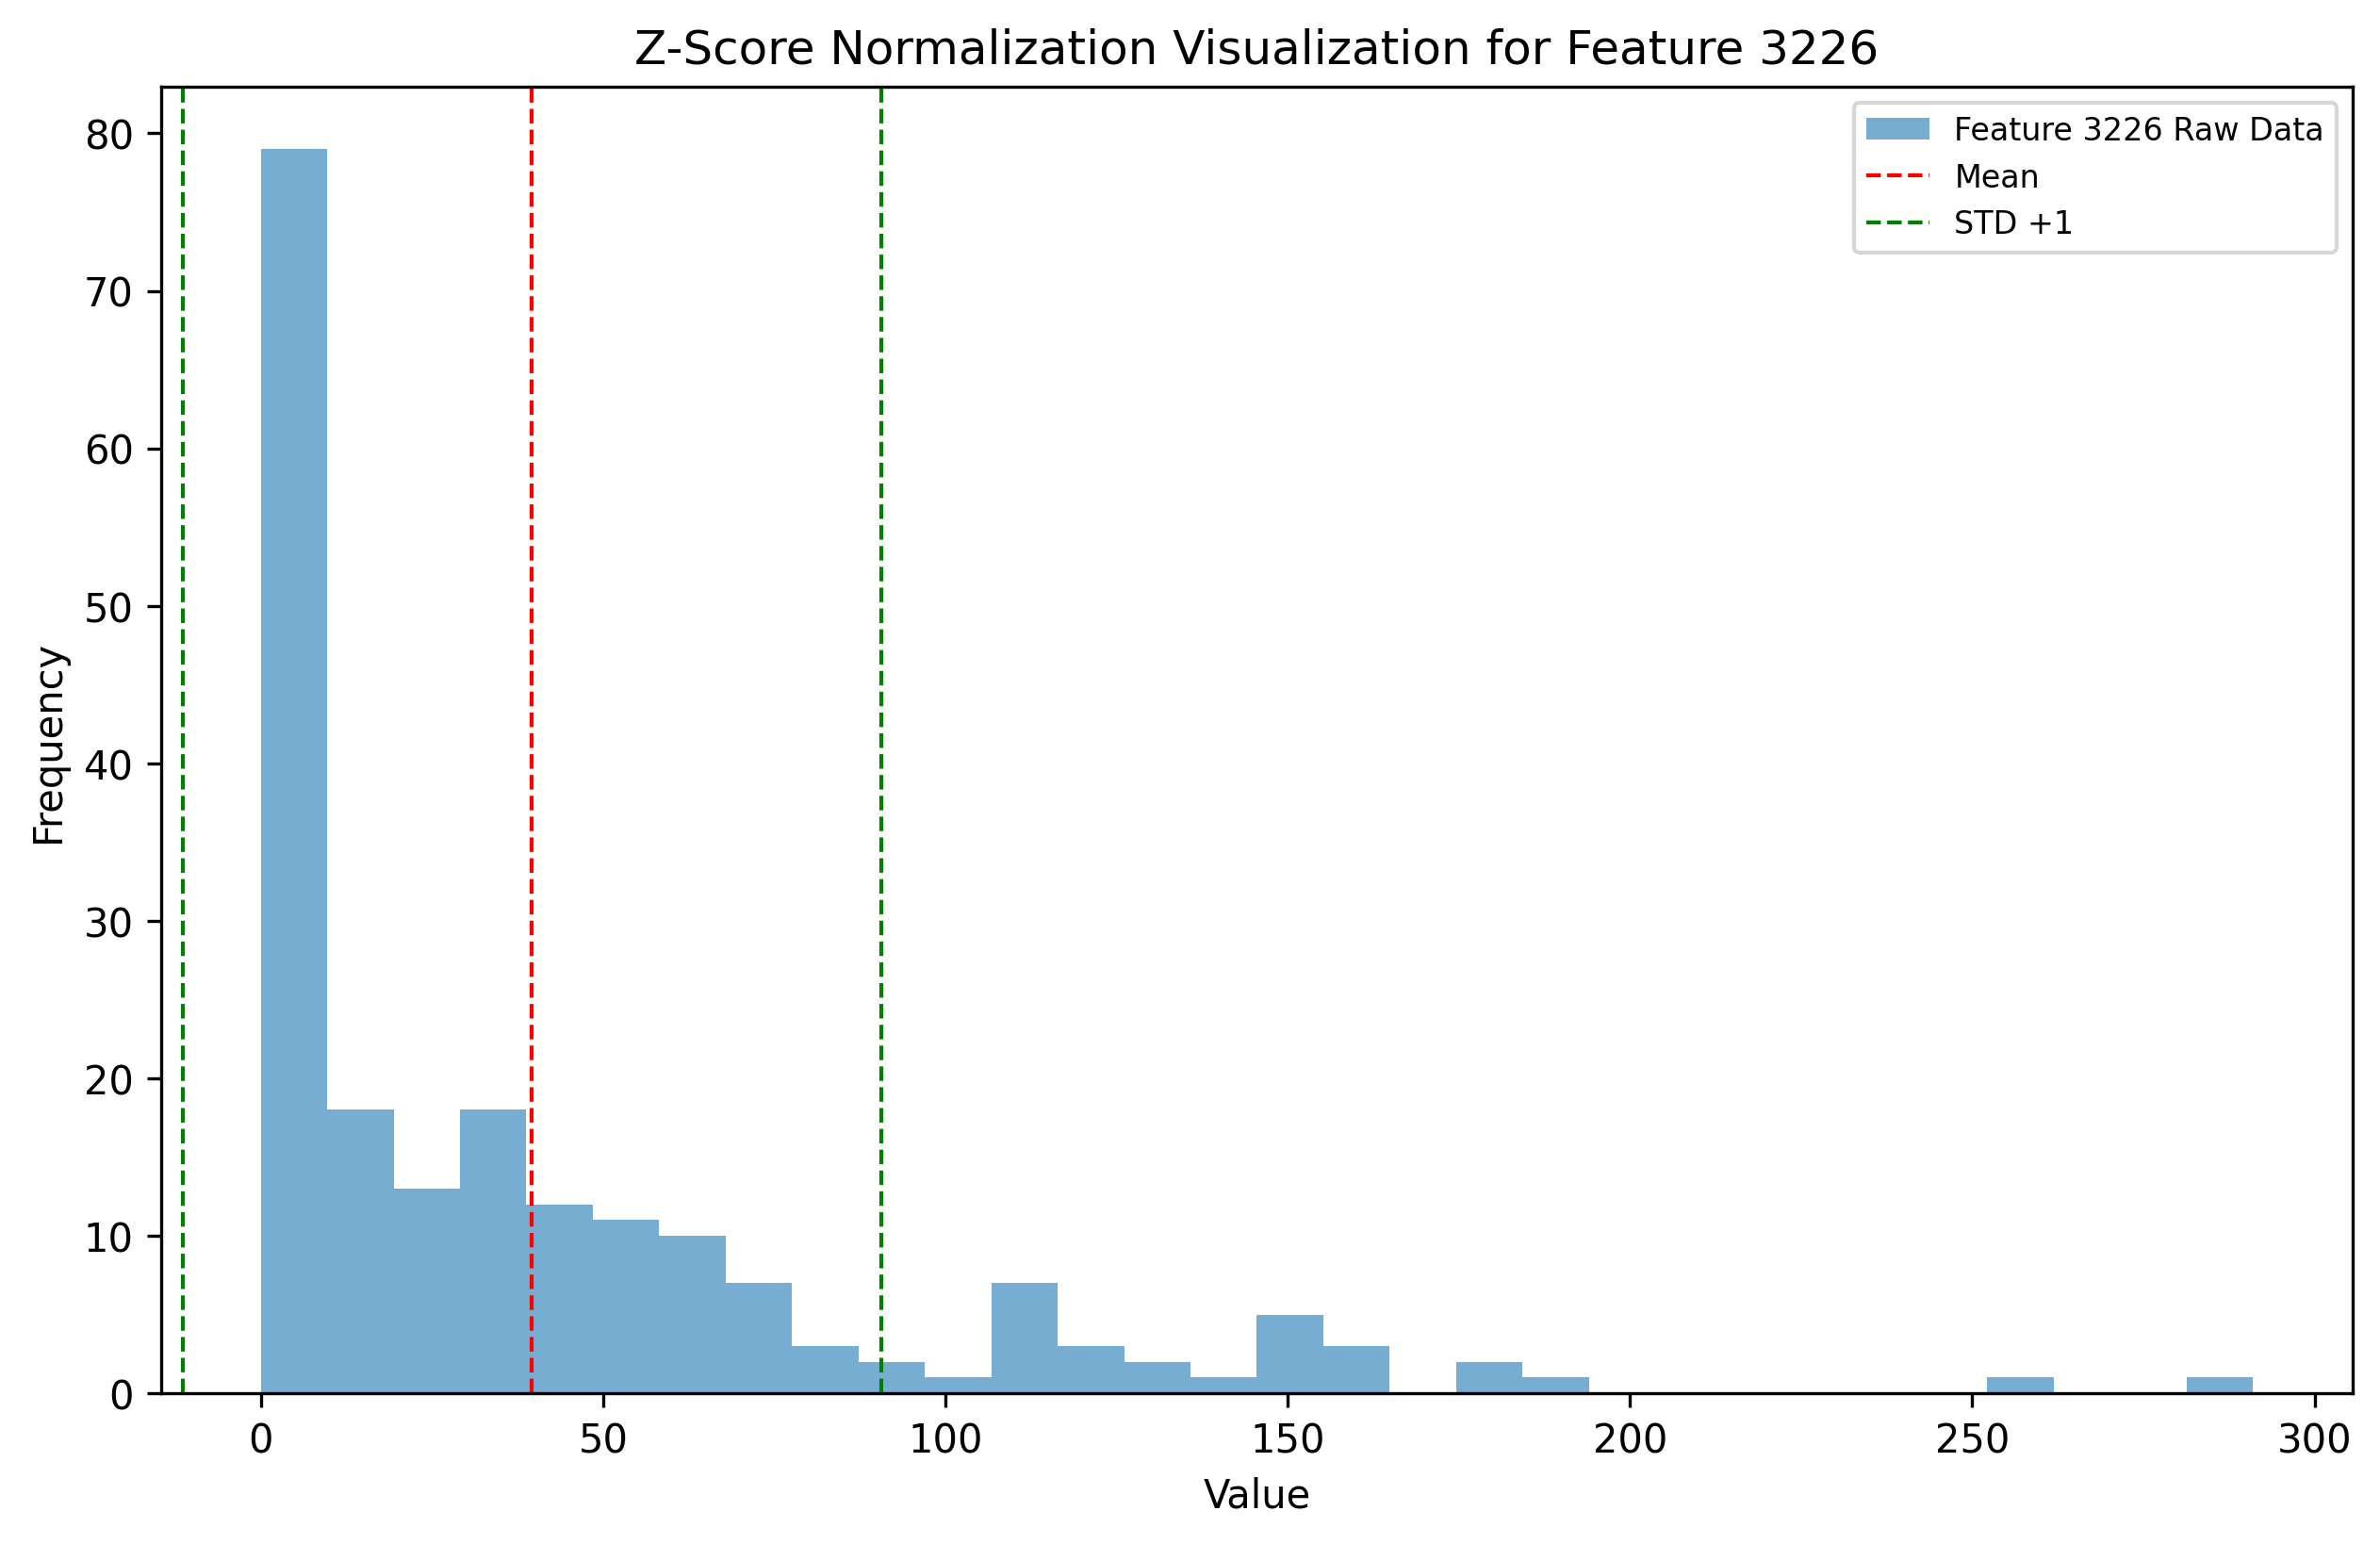 Z-Score Normalization Visualization for Feature 3226
Feature 3226 Raw Data
Mean
STD +1
80
70
60
50
40
30
20
10
0
Frequency
0 50 100 150 200 250 300
Value